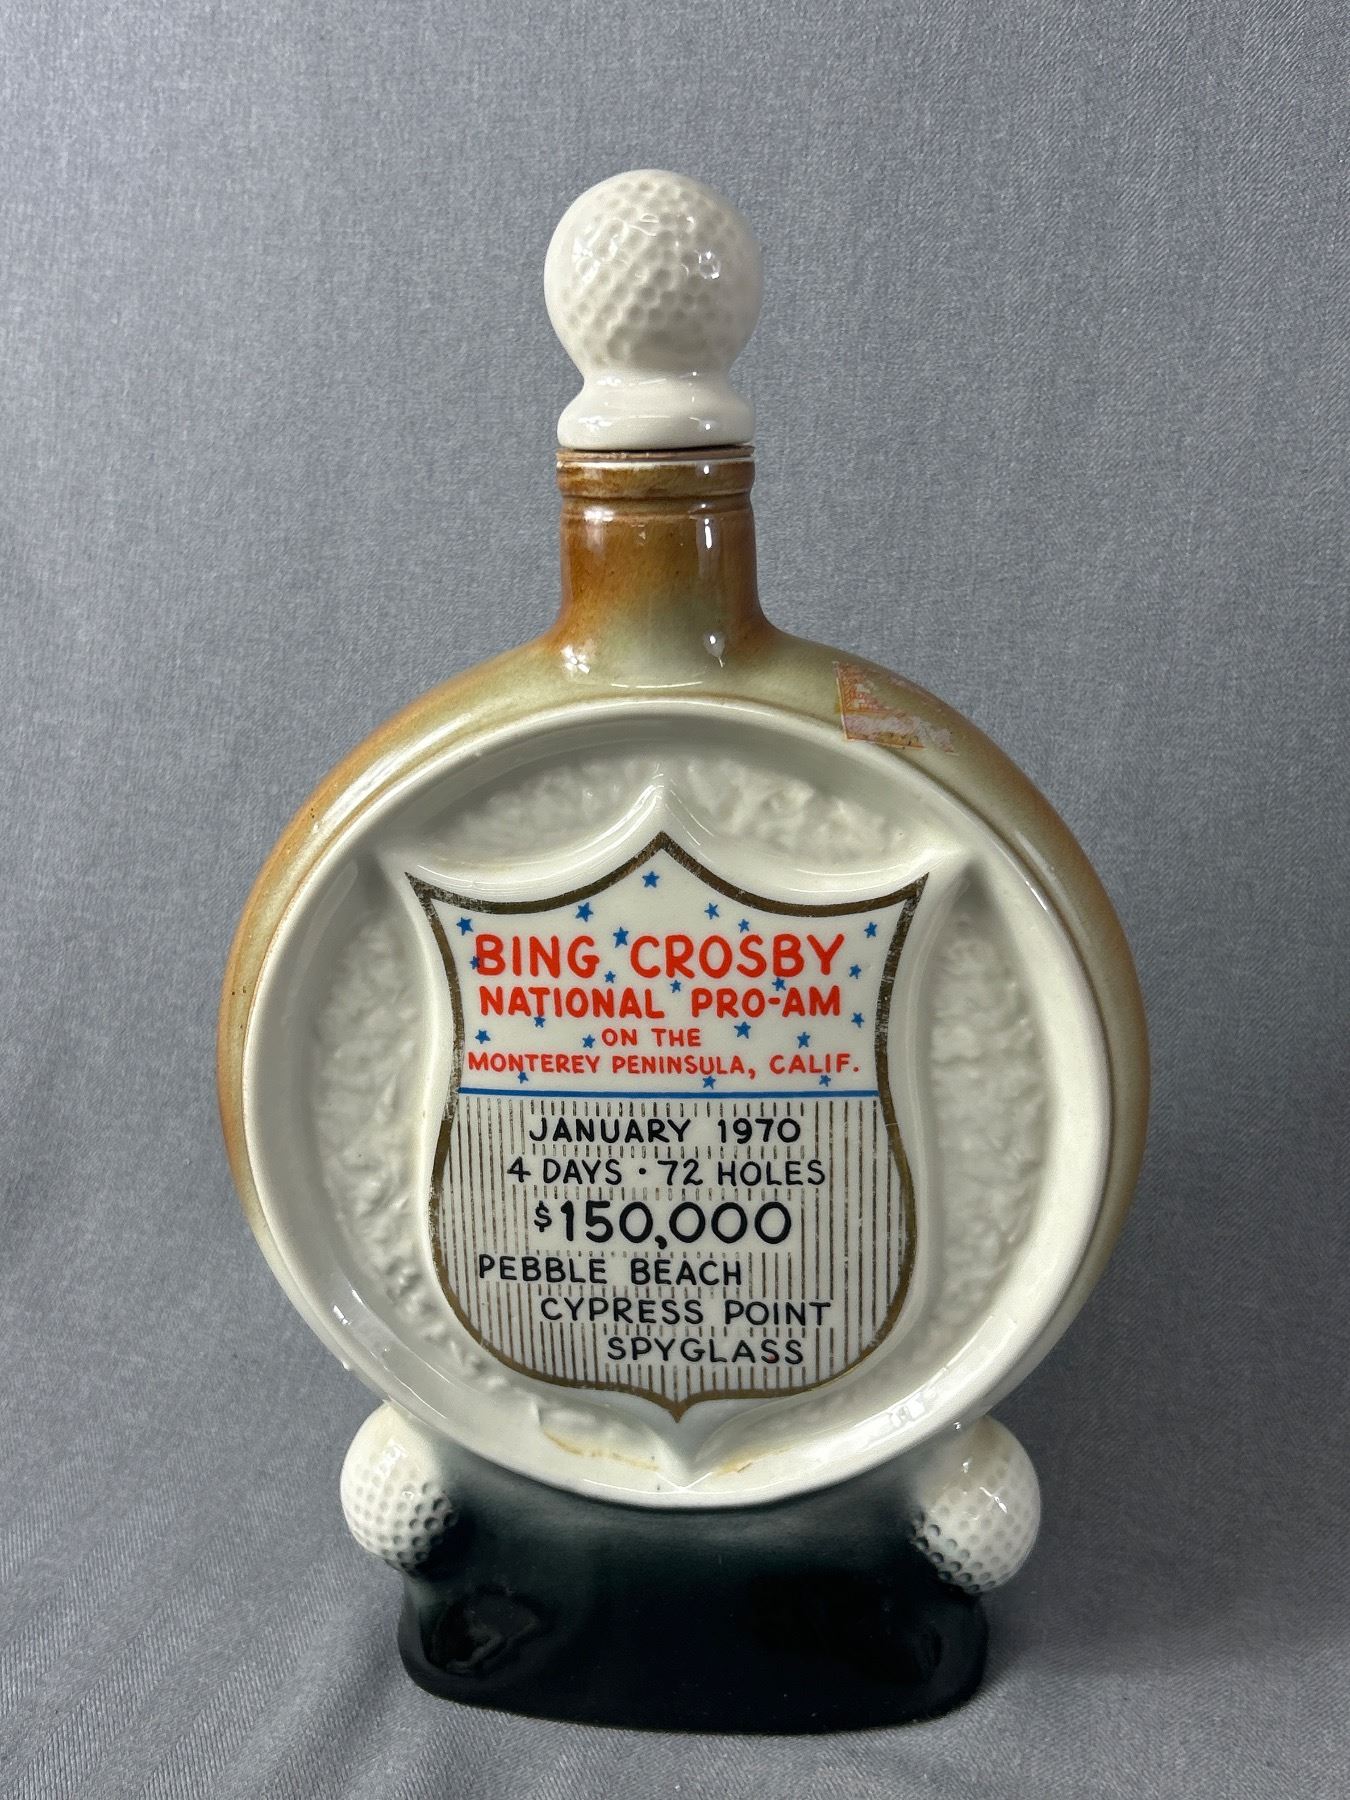 BING CROSBY
NATIONAL PRO-AM
ON THE
MONTEREY PENINSULA, CALIF.
JANUARY 1970
4 DAYS · 72 HOLES
$150,000
PEBBLE BEACH
CYPRESS POINT
SPYGLASS